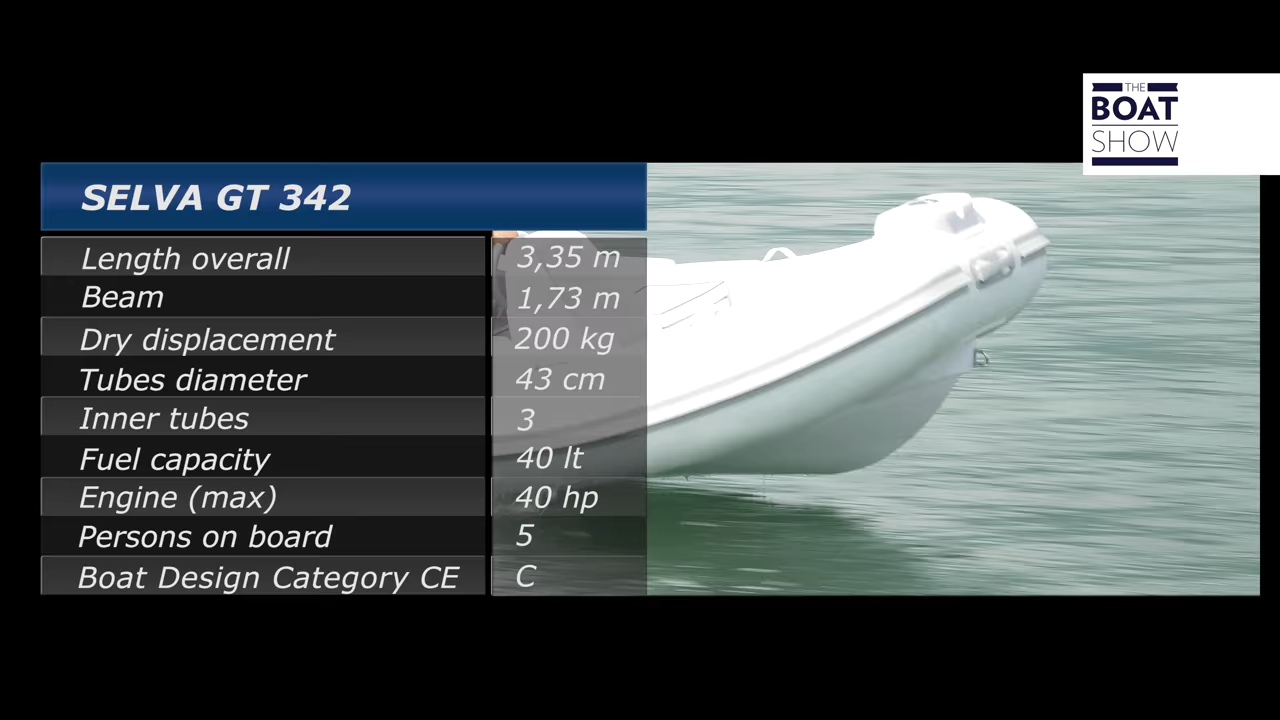 THE
BOAT
SHOW
SELVA GT 342
Length overall 3,35 m
Beam 1,73 m
Dry displacement 200 kg
Tubes diameter 43 cm
Inner tubes 3
Fuel capacity 40 lt
Engine (max) 40 hp
Persons on board 5
Boat Design Category CE C